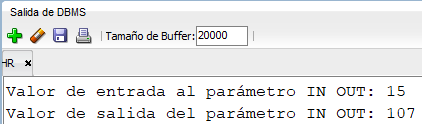 Salida de DBMS
Tamaño de Buffer: 20000
HR
Valor de entrada al parámetro IN OUT: 15
Valor de salida del parámetro IN OUT: 107